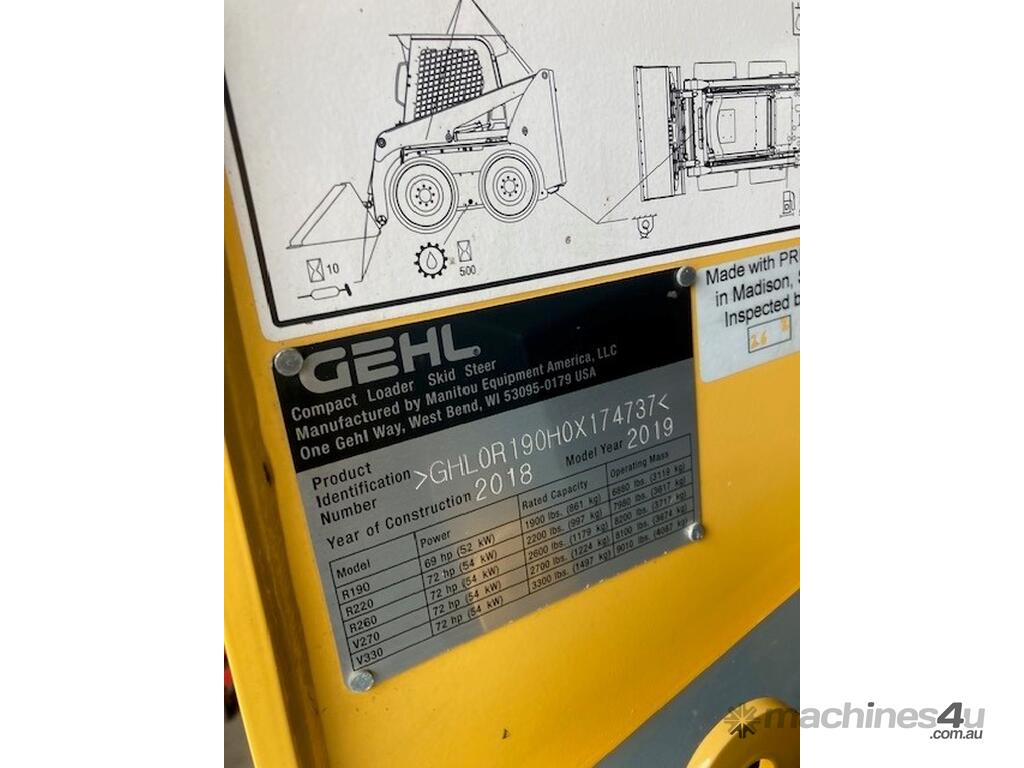 10
500
6
Made with PR
in Madison,
Inspected b
26
GEHL
Compact Loader Skid Steer
Manufactured by Manitou Equipment America, LLC
One Gehl Way, West Bend, WI 53095-0179 USA
Product
Identification >GHL0R190H0X174737<
Number
Year of Construction 2018 Model Year 2019
Model Power Rated Capacity Operating Mass
R190 69 hp (52 kW) 1900 lbs. (861 kg) 6880 lbs. (3119 kg)
R220 72 hp (54 kW) 2200 lbs. (997 kg) 7980 lbs. (3617 kg)
R260 72 hp (54 kW) 2600 lbs. (1179 kg) 8200 lbs. (3717 kg)
V270 72 hp (54 kW) 2700 lbs. (1224 kg) 8100 lbs. (3674 kg)
V330 72 hp (54 kW) 3300 lbs. (1497 kg) 9010 lbs. (4087 kg)
machines4u
.com.au